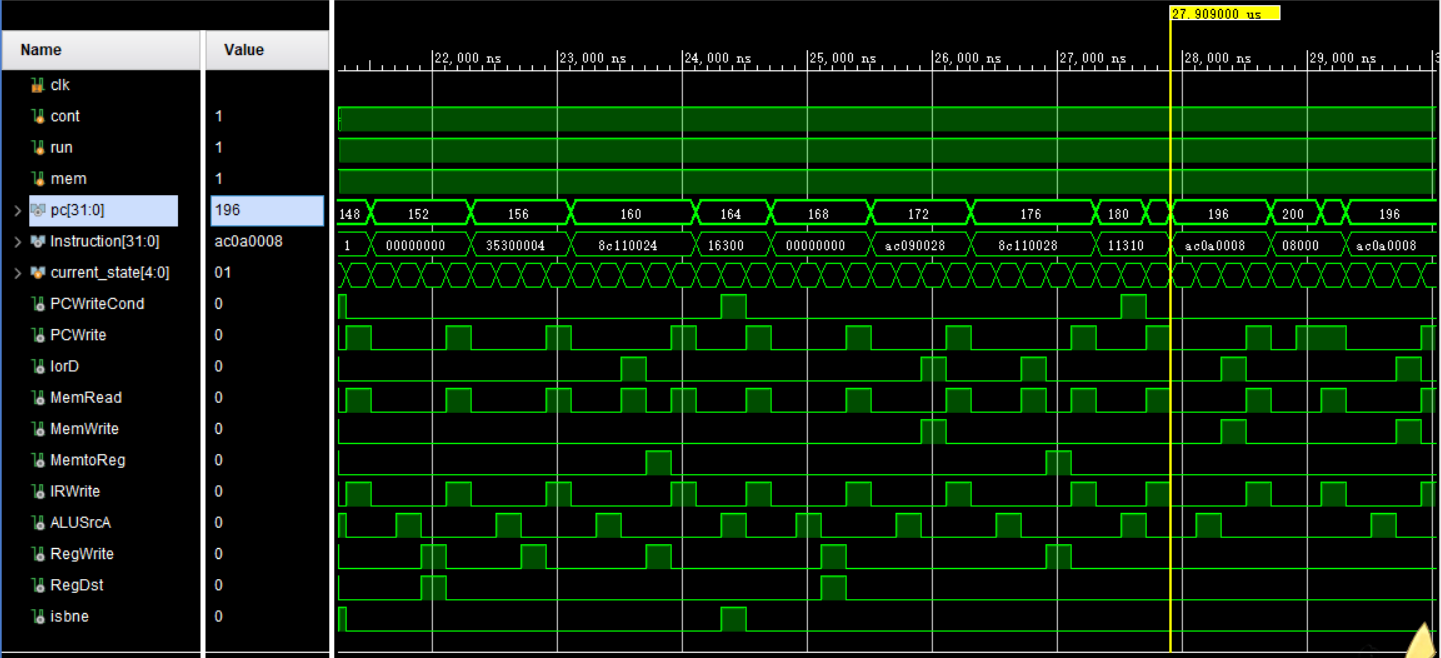 27.909000 us
Name Value
22,000 ns 23,000 ns 24,000 ns 25,000 ns 26,000 ns 27,000 ns 28,000 ns 29,000 ns
clk
cont 1
run 1
mem 1
pc[31:0] 196 148 152 156 160 164 168 172 176 180 196 200 196
Instruction[31:0] ac0a0008 1 00000000 35300004 8c110024 16300 00000000 ac090028 8c110028 11310 ac0a0008 08000 ac0a0008
current_state[4:0] 01
PCWriteCond 0
PCWrite 0
IorD 0
MemRead 0
MemWrite 0
MemtoReg 0
IRWrite 0
ALUSrcA 0
RegWrite 0
RegDst 0
isbne 0